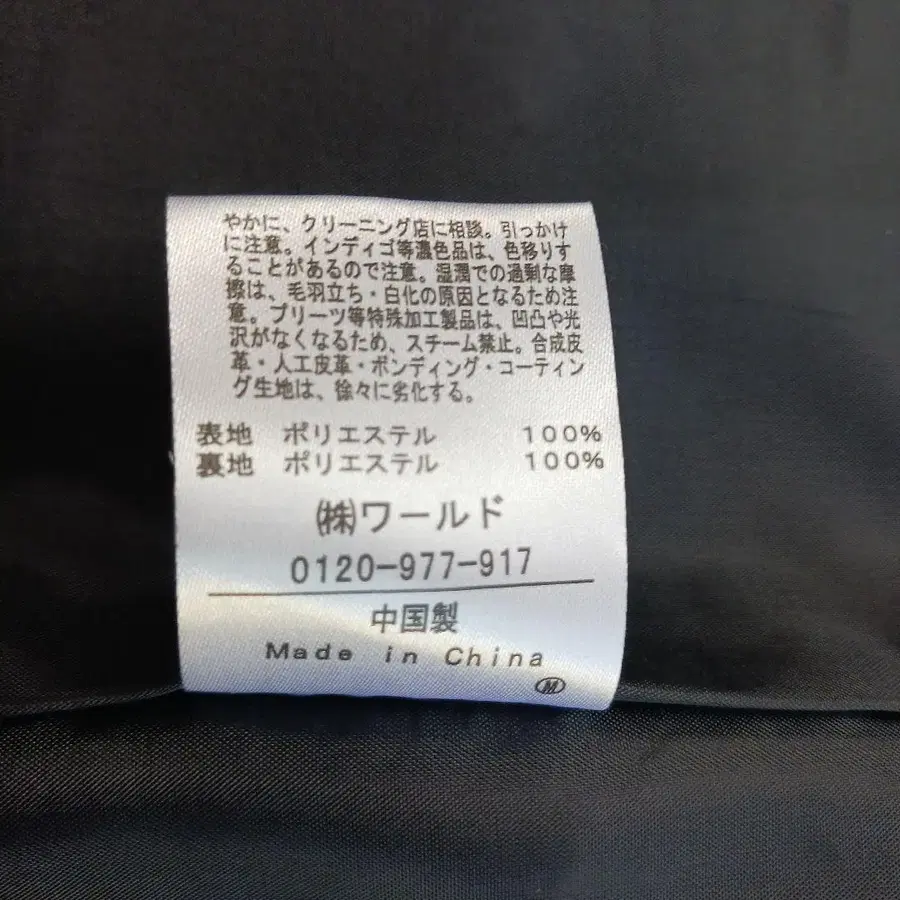 やかに、クリーニング店に相談。引っかけ
に注意。インディゴ等濃色品は、色移りす
ることがあるので注意。湿潤での過剰な摩
擦は、毛羽立ち・白化の原因となるため注
意。プリーツ等特殊加工製品は、凹凸や光
沢がなくなるため、スチーム禁止。合成皮
革・人工皮革・ボンディング・コーティン
グ生地は、徐々に劣化する。
表地 ポリエステル 100%
裏地 ポリエステル 100%
㈱ワールド
0120-977-917
中国製
Made in China
Ⓜ